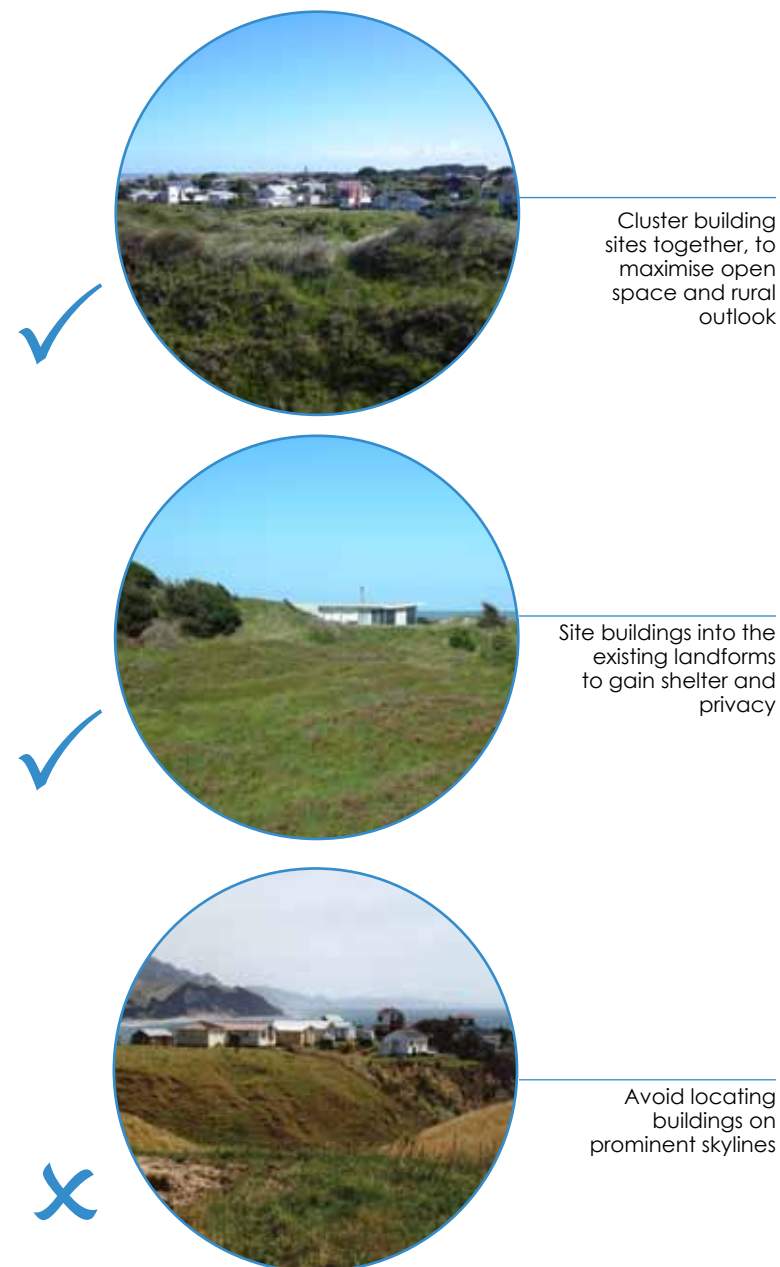 Cluster building
sites together, to
maximise open
space and rural
outlook
Site buildings into the
existing landforms
to gain shelter and
privacy
Avoid locating
buildings on
prominent skylines